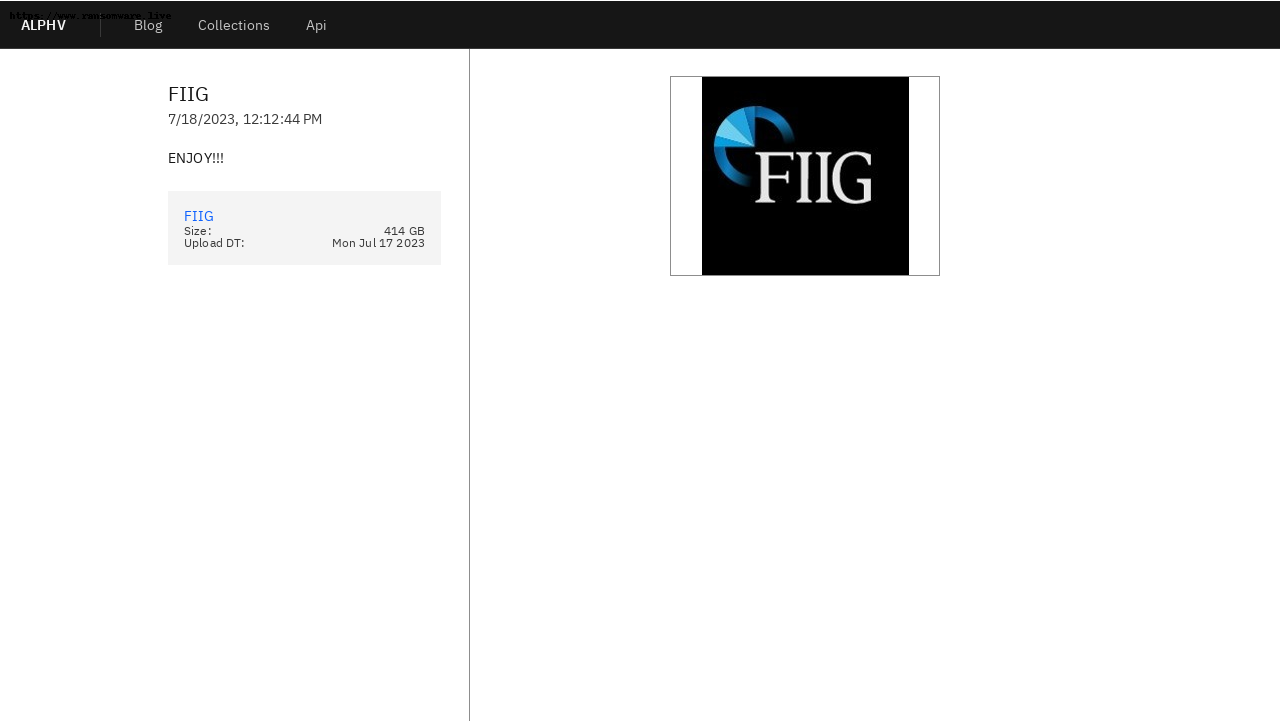 https://www.ransomware.live
ALPHV
Blog
Collections
Api
FIIG
7/18/2023, 12:12:44 PM
ENJOY!!!
FIIG
Size: 414 GB
Upload DT: Mon Jul 17 2023
FIIG